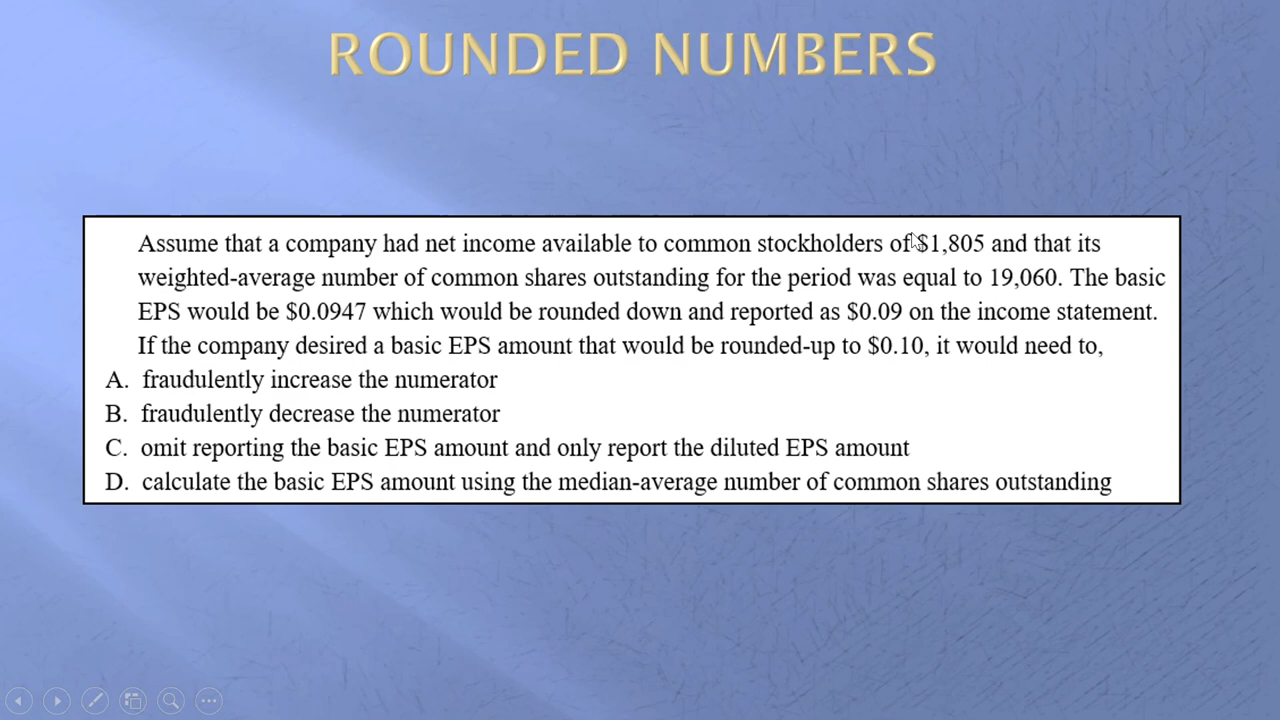 ROUNDED NUMBERS
Assume that a company had net income available to common stockholders of $1,805 and that its
weighted-average number of common shares outstanding for the period was equal to 19,060. The basic
EPS would be $0.0947 which would be rounded down and reported as $0.09 on the income statement.
If the company desired a basic EPS amount that would be rounded-up to $0.10, it would need to,
A. fraudulently increase the numerator
B. fraudulently decrease the numerator
C. omit reporting the basic EPS amount and only report the diluted EPS amount
D. calculate the basic EPS amount using the median-average number of common shares outstanding